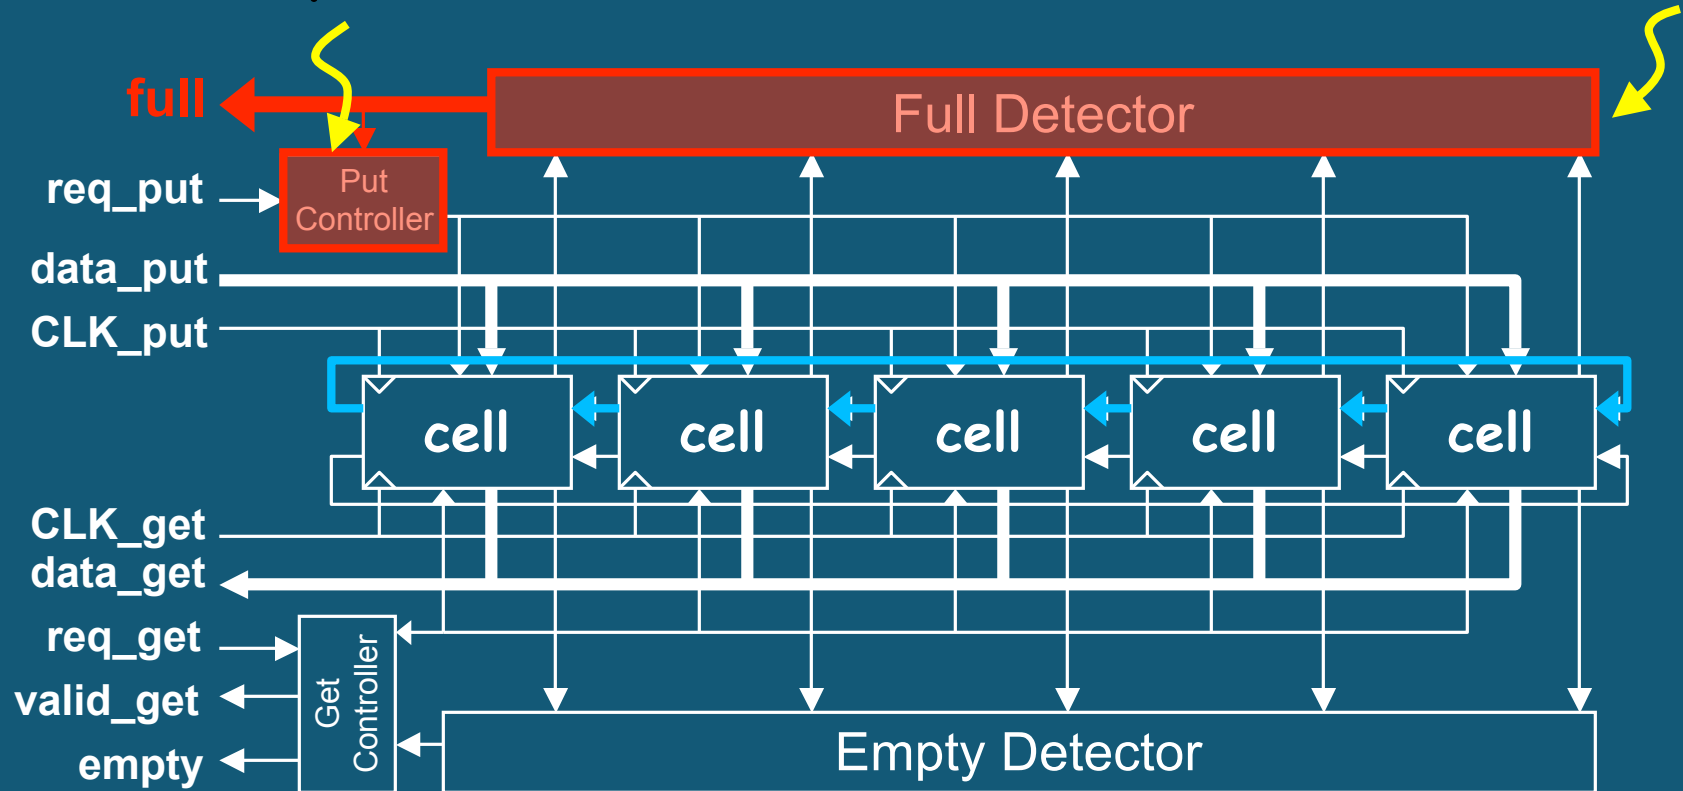 full
Full Detector
req_put
Put
Controller
data_put
CLK_put
cell cell cell cell cell
CLK_get
data_get
req_get
valid_get
empty
Get
Controller
Empty Detector